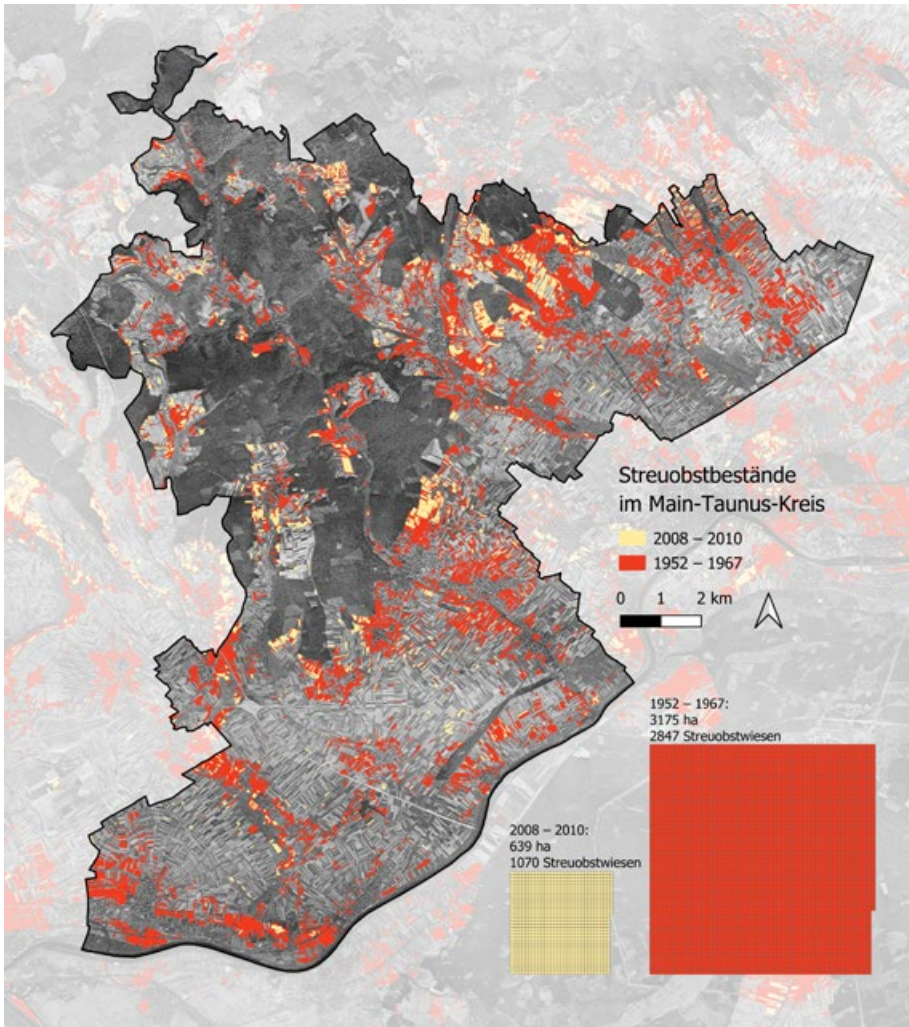 Streuobstbestände
im Main-Taunus-Kreis
2008 – 2010
1952 – 1967
0 1 2 km
1952 – 1967:
3175 ha
2847 Streuobstwiesen
2008 – 2010:
639 ha
1070 Streuobstwiesen